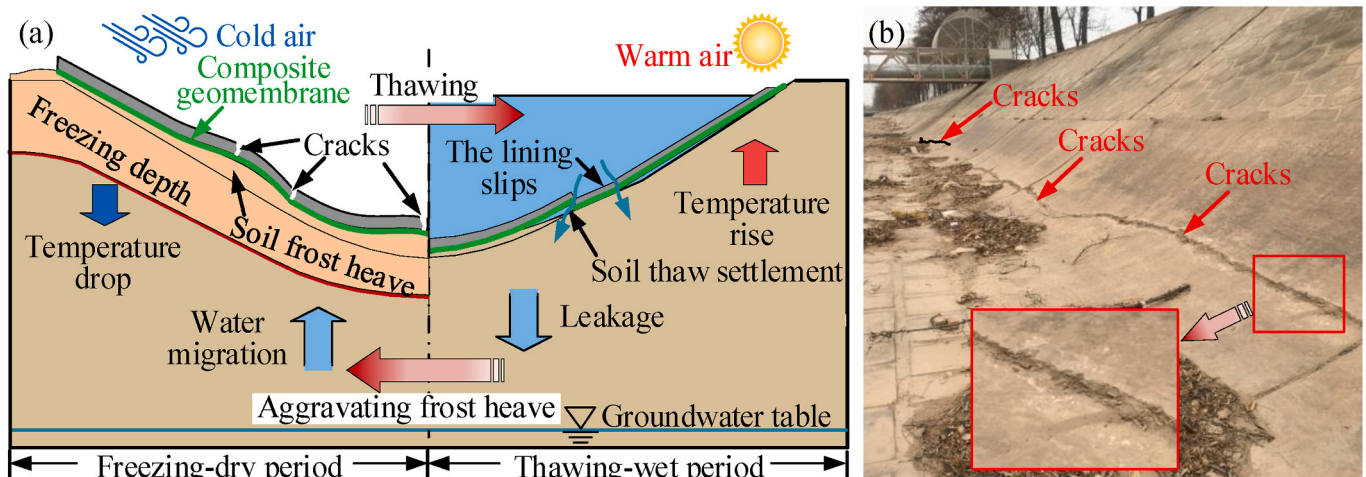 (a)
Cold air
Composite
geomembrane
Thawing
Warm air
Cracks
The lining
slips
Freezing depth
Soil frost heave
Temperature
drop
Temperature
rise
Soil thaw settlement
Water
migration
Leakage
Aggravating frost heave
Groundwater table
Freezing-dry period
Thawing-wet period
(b)
Cracks
Cracks
Cracks